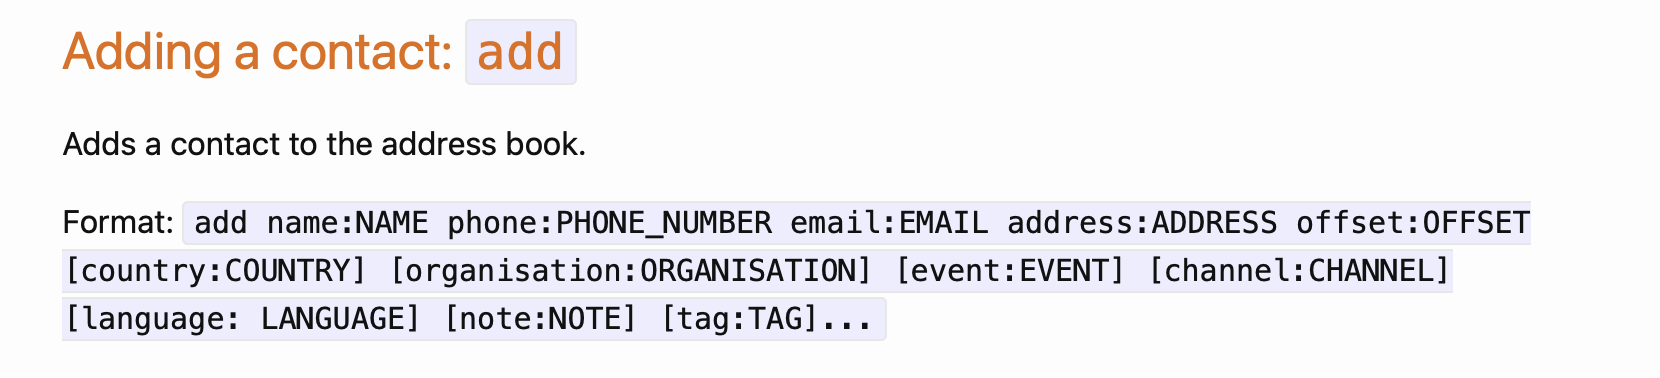 Adding a contact: add
Adds a contact to the address book.
Format: add name:NAME phone:PHONE_NUMBER email:EMAIL address:ADDRESS offset:OFFSET
[country:COUNTRY] [organisation:ORGANISATION] [event:EVENT] [channel:CHANNEL]
[language: LANGUAGE] [note:NOTE] [tag:TAG]...